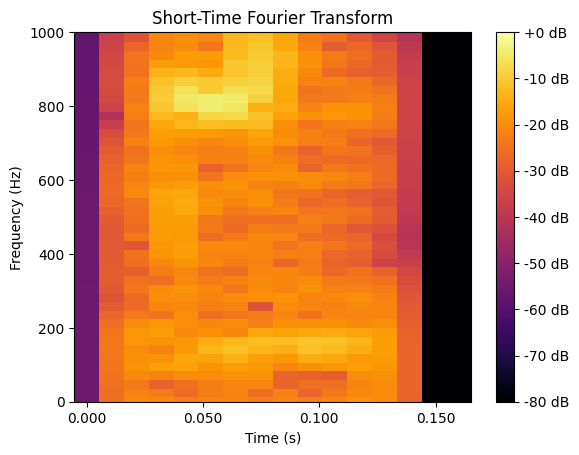 Short-Time Fourier Transform
1000
800
600
400
200
0
Frequency (Hz)
0.000
0.050
0.100
0.150
Time (s)
+0 dB
-10 dB
-20 dB
-30 dB
-40 dB
-50 dB
-60 dB
-70 dB
-80 dB